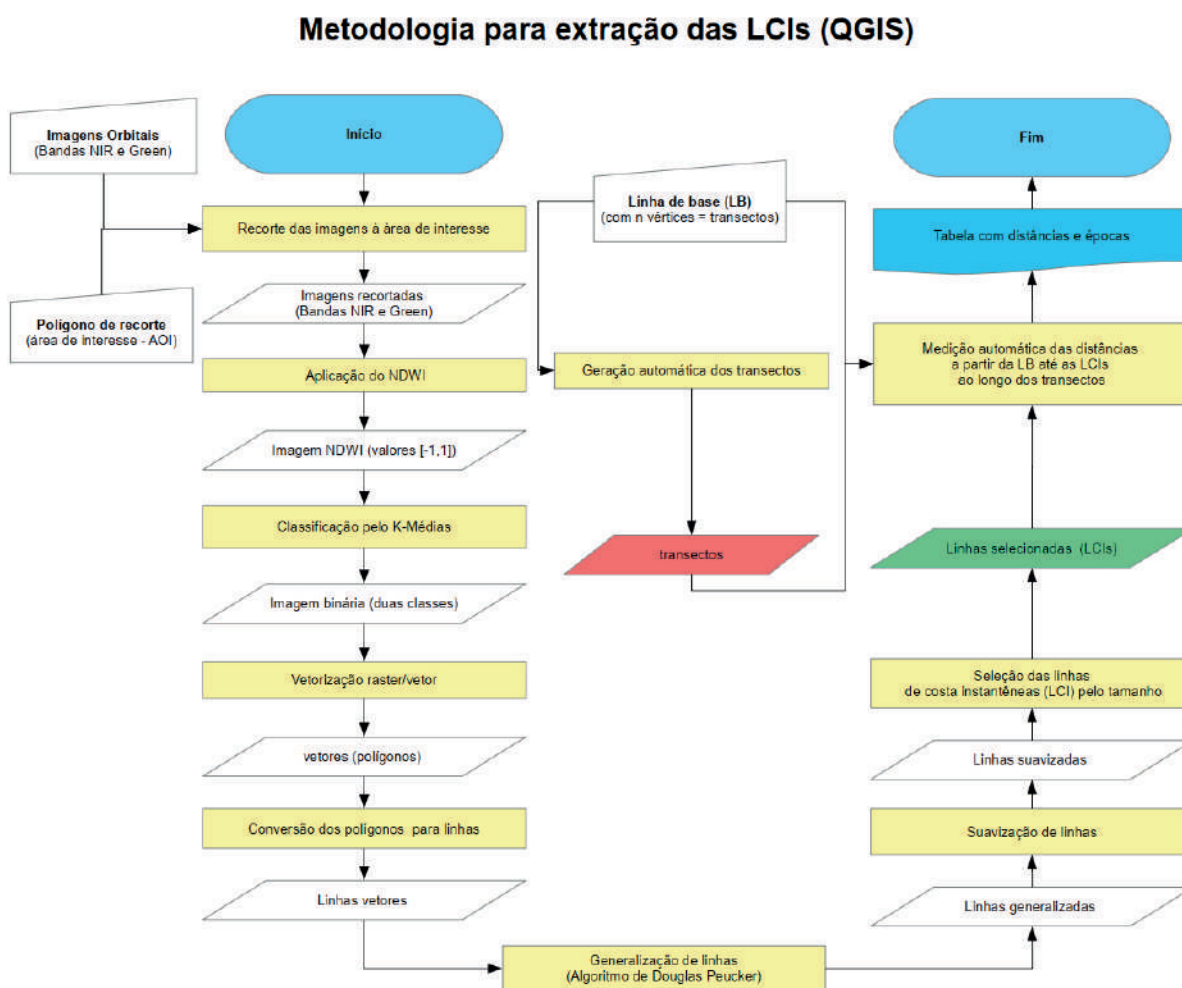 Metodologia para extração das LCIs (QGIS)
Imagens Orbitais
(Bandas NIR e Green)
Polígono de recorte
(área de interesse - AOI)
Início
Recorte das imagens à área de interesse
Imagens recortadas
(Bandas NIR e Green)
Aplicação do NDWI
Imagem NDWI (valores [-1,1])
Classificação pelo K-Médias
Imagem binária (duas classes)
Vetorização raster/vetor
vetores (polígonos)
Conversão dos polígonos para linhas
Linhas vetores
Generalização de linhas
(Algoritmo de Douglas Peucker)
Linha de base (LB)
(com n vértices = transectos)
Geração automática dos transectos
transectos
Fim
Tabela com distâncias e épocas
Medição automática das distâncias
a partir da LB até as LCIs
ao longo dos transectos
Linhas selecionadas (LCIs)
Seleção das linhas
de costa instantâneas (LCI) pelo tamanho
Linhas suavizadas
Suavização de linhas
Linhas generalizadas